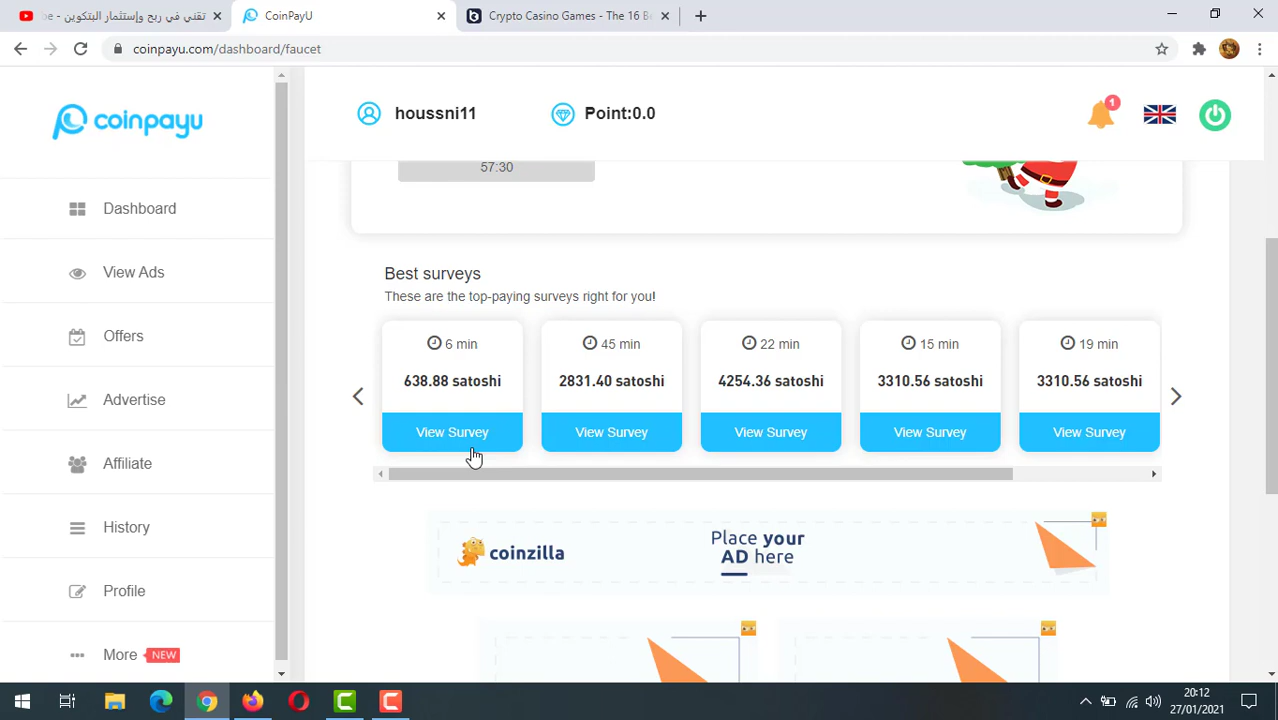 تقني في ربح وإستثمار البتكوين - be
CoinPayU
Crypto Casino Games - The 16 Be
coinpayu.com/dashboard/faucet
coinpayu
houssni11
Point:0.0
1
Dashboard
View Ads
Offers
Advertise
Affiliate
History
Profile
More NEW
57:30
Best surveys
These are the top-paying surveys right for you!
6 min
638.88 satoshi
View Survey
45 min
2831.40 satoshi
View Survey
22 min
4254.36 satoshi
View Survey
15 min
3310.56 satoshi
View Survey
19 min
3310.56 satoshi
View Survey
coinzilla
Place your
AD here
20:12
27/01/2021